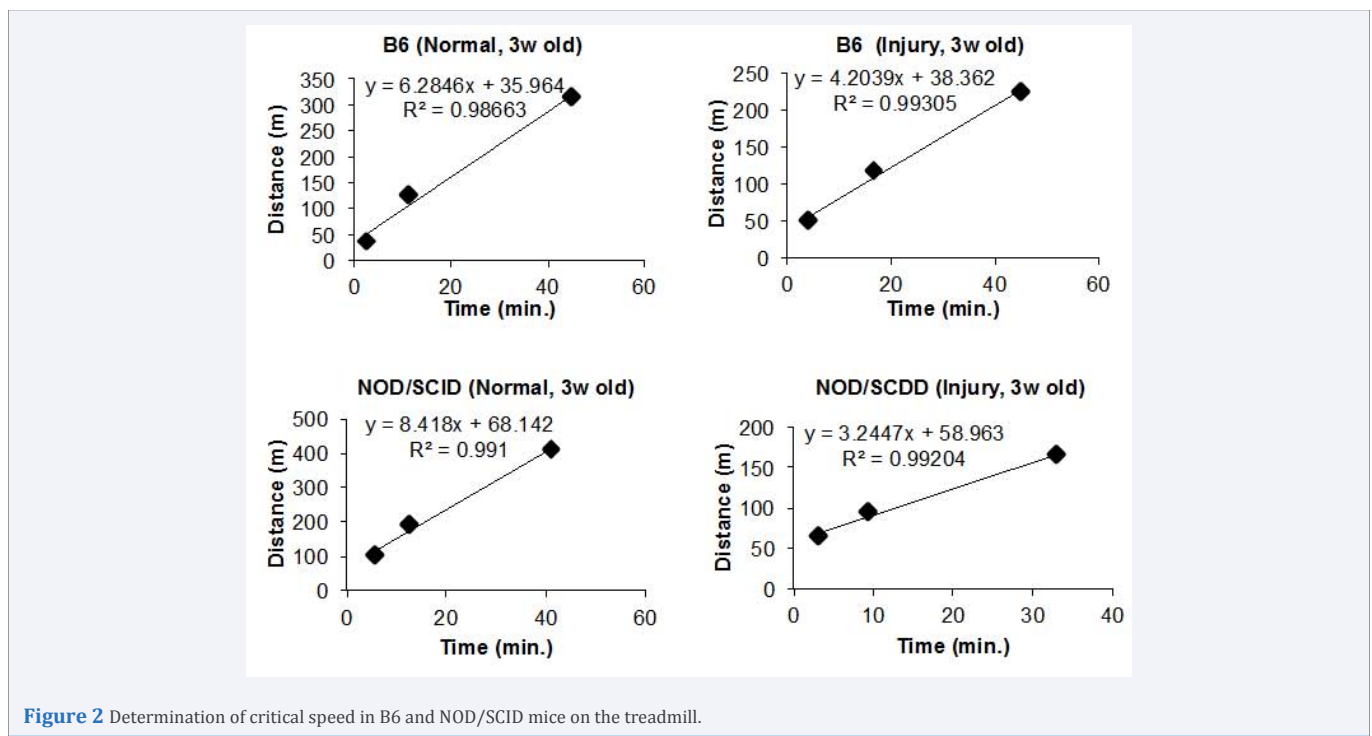 B6 (Normal, 3w old)
350
300
250
200
150
100
50
0
Distance (m)
y = 6.2846x + 35.964
R² = 0.98663
0 20 40 60
Time (min.)
B6 (Injury, 3w old)
250
200
150
100
50
0
Distance (m)
y = 4.2039x + 38.362
R² = 0.99305
0 20 40 60
Time (min.)
NOD/SCID (Normal, 3w old)
500
400
300
200
100
0
Distance (m)
y = 8.418x + 68.142
R² = 0.991
0 20 40 60
Time (min.)
NOD/SCDD (Injury, 3w old)
200
150
100
50
0
Distance (m)
y = 3.2447x + 58.963
R² = 0.99204
0 10 20 30 40
Time (min.)
Figure 2 Determination of critical speed in B6 and NOD/SCID mice on the treadmill.